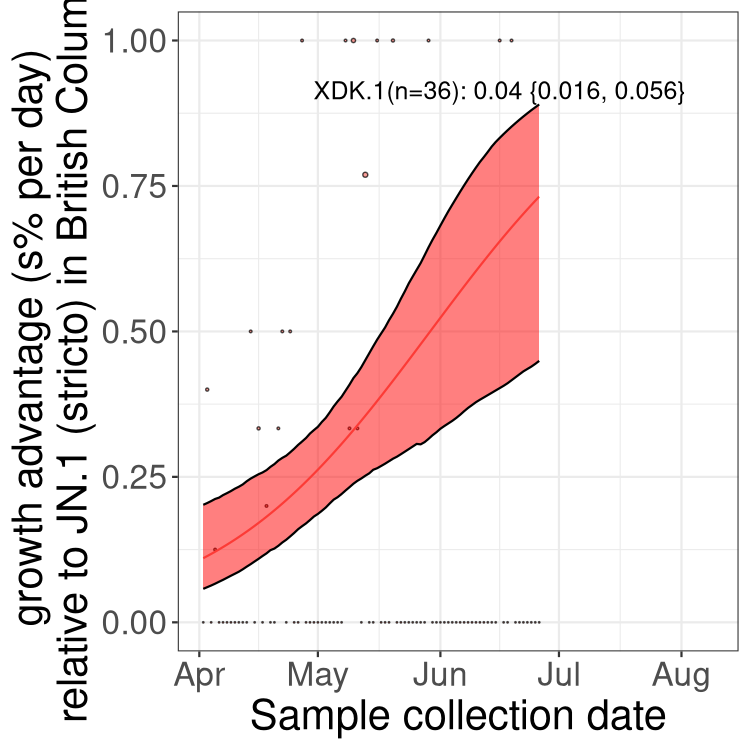 growth advantage (s% per day)
relative to JN.1 (stricto) in British Colum
1.00
0.75
0.50
0.25
0.00
XDK.1(n=36): 0.04 {0.016, 0.056}
Apr May Jun Jul Aug
Sample collection date